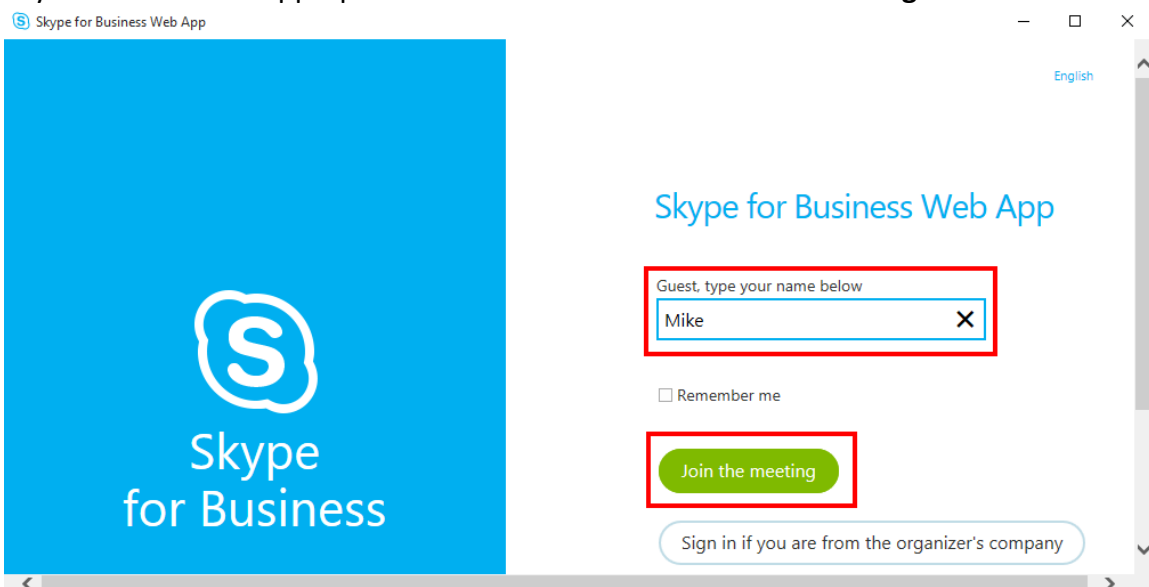 Skype for Business Web App
English
Skype for Business Web App
Guest, type your name below
Mike
Remember me
Join the meeting
Sign in if you are from the organizer's company
Skype
for Business